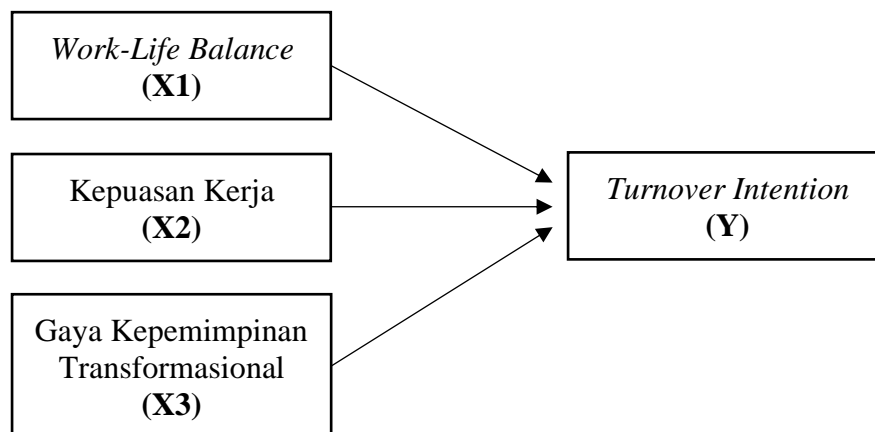 Work-Life Balance
(X1)
Kepuasan Kerja
(X2)
Gaya Kepemimpinan
Transformasional
(X3)
Turnover Intention
(Y)